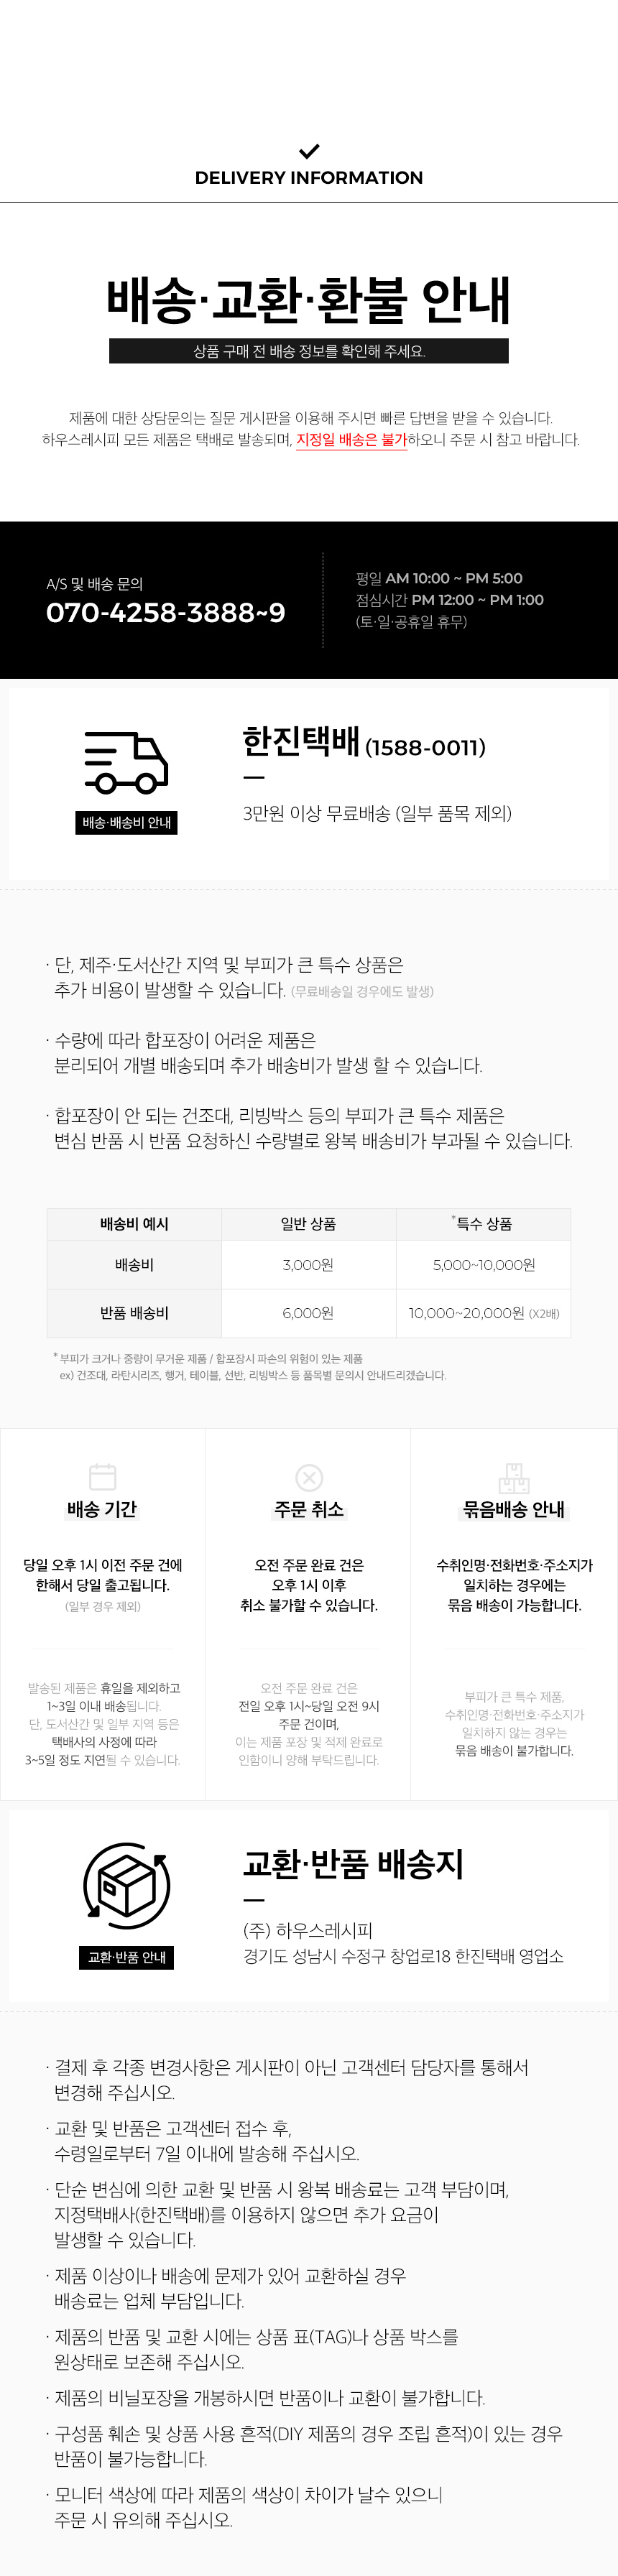 DELIVERY INFORMATION
배송·교환·환불 안내
상품 구매 전 배송 정보를 확인해 주세요.
제품에 대한 상담문의는 질문 게시판을 이용해 주시면 빠른 답변을 받을 수 있습니다.
하우스레시피 모든 제품은 택배로 발송되며, 지정일 배송은 불가하오니 주문 시 참고 바랍니다.
A/S 및 배송 문의
070-4258-3888~9
평일 AM 10:00 ~ PM 5:00
점심시간 PM 12:00 ~ PM 1:00
(토·일·공휴일 휴무)
배송·배송비 안내
한진택배 (1588-0011)
3만원 이상 무료배송 (일부 품목 제외)
· 단, 제주·도서산간 지역 및 부피가 큰 특수 상품은
추가 비용이 발생할 수 있습니다. (무료배송일 경우에도 발생)
· 수량에 따라 합포장이 어려운 제품은
분리되어 개별 배송되며 추가 배송비가 발생 할 수 있습니다.
· 합포장이 안 되는 건조대, 리빙박스 등의 부피가 큰 특수 제품은
변심 반품 시 반품 요청하신 수량별로 왕복 배송비가 부과될 수 있습니다.
배송비 예시 일반 상품 *특수 상품
배송비 3,000원 5,000~10,000원
반품 배송비 6,000원 10,000~20,000원 (X2배)
* 부피가 크거나 중량이 무거운 제품 / 합포장시 파손의 위험이 있는 제품
ex) 건조대, 라탄시리즈, 행거, 테이블, 선반, 리빙박스 등 품목별 문의시 안내드리겠습니다.
배송 기간
당일 오후 1시 이전 주문 건에
한해서 당일 출고됩니다.
(일부 경우 제외)
발송된 제품은 휴일을 제외하고
1~3일 이내 배송됩니다.
단, 도서산간 및 일부 지역 등은
택배사의 사정에 따라
3~5일 정도 지연될 수 있습니다.
주문 취소
오전 주문 완료 건은
오후 1시 이후
취소 불가할 수 있습니다.
오전 주문 완료 건은
전일 오후 1시~당일 오전 9시
주문 건이며,
이는 제품 포장 및 적제 완료로
인함이니 양해 부탁드립니다.
묶음배송 안내
수취인명·전화번호·주소지가
일치하는 경우에는
묶음 배송이 가능합니다.
부피가 큰 특수 제품,
수취인명·전화번호·주소지가
일치하지 않는 경우는
묶음 배송이 불가합니다.
교환·반품 안내
교환·반품 배송지
(주) 하우스레시피
경기도 성남시 수정구 창업로18 한진택배 영업소
· 결제 후 각종 변경사항은 게시판이 아닌 고객센터 담당자를 통해서
변경해 주십시오.
· 교환 및 반품은 고객센터 접수 후,
수령일로부터 7일 이내에 발송해 주십시오.
· 단순 변심에 의한 교환 및 반품 시 왕복 배송료는 고객 부담이며,
지정택배사(한진택배)를 이용하지 않으면 추가 요금이
발생할 수 있습니다.
· 제품 이상이나 배송에 문제가 있어 교환하실 경우
배송료는 업체 부담입니다.
· 제품의 반품 및 교환 시에는 상품 표(TAG)나 상품 박스를
원상태로 보존해 주십시오.
· 제품의 비닐포장을 개봉하시면 반품이나 교환이 불가합니다.
· 구성품 훼손 및 상품 사용 흔적(DIY 제품의 경우 조립 흔적)이 있는 경우
반품이 불가능합니다.
· 모니터 색상에 따라 제품의 색상이 차이가 날수 있으니
주문 시 유의해 주십시오.